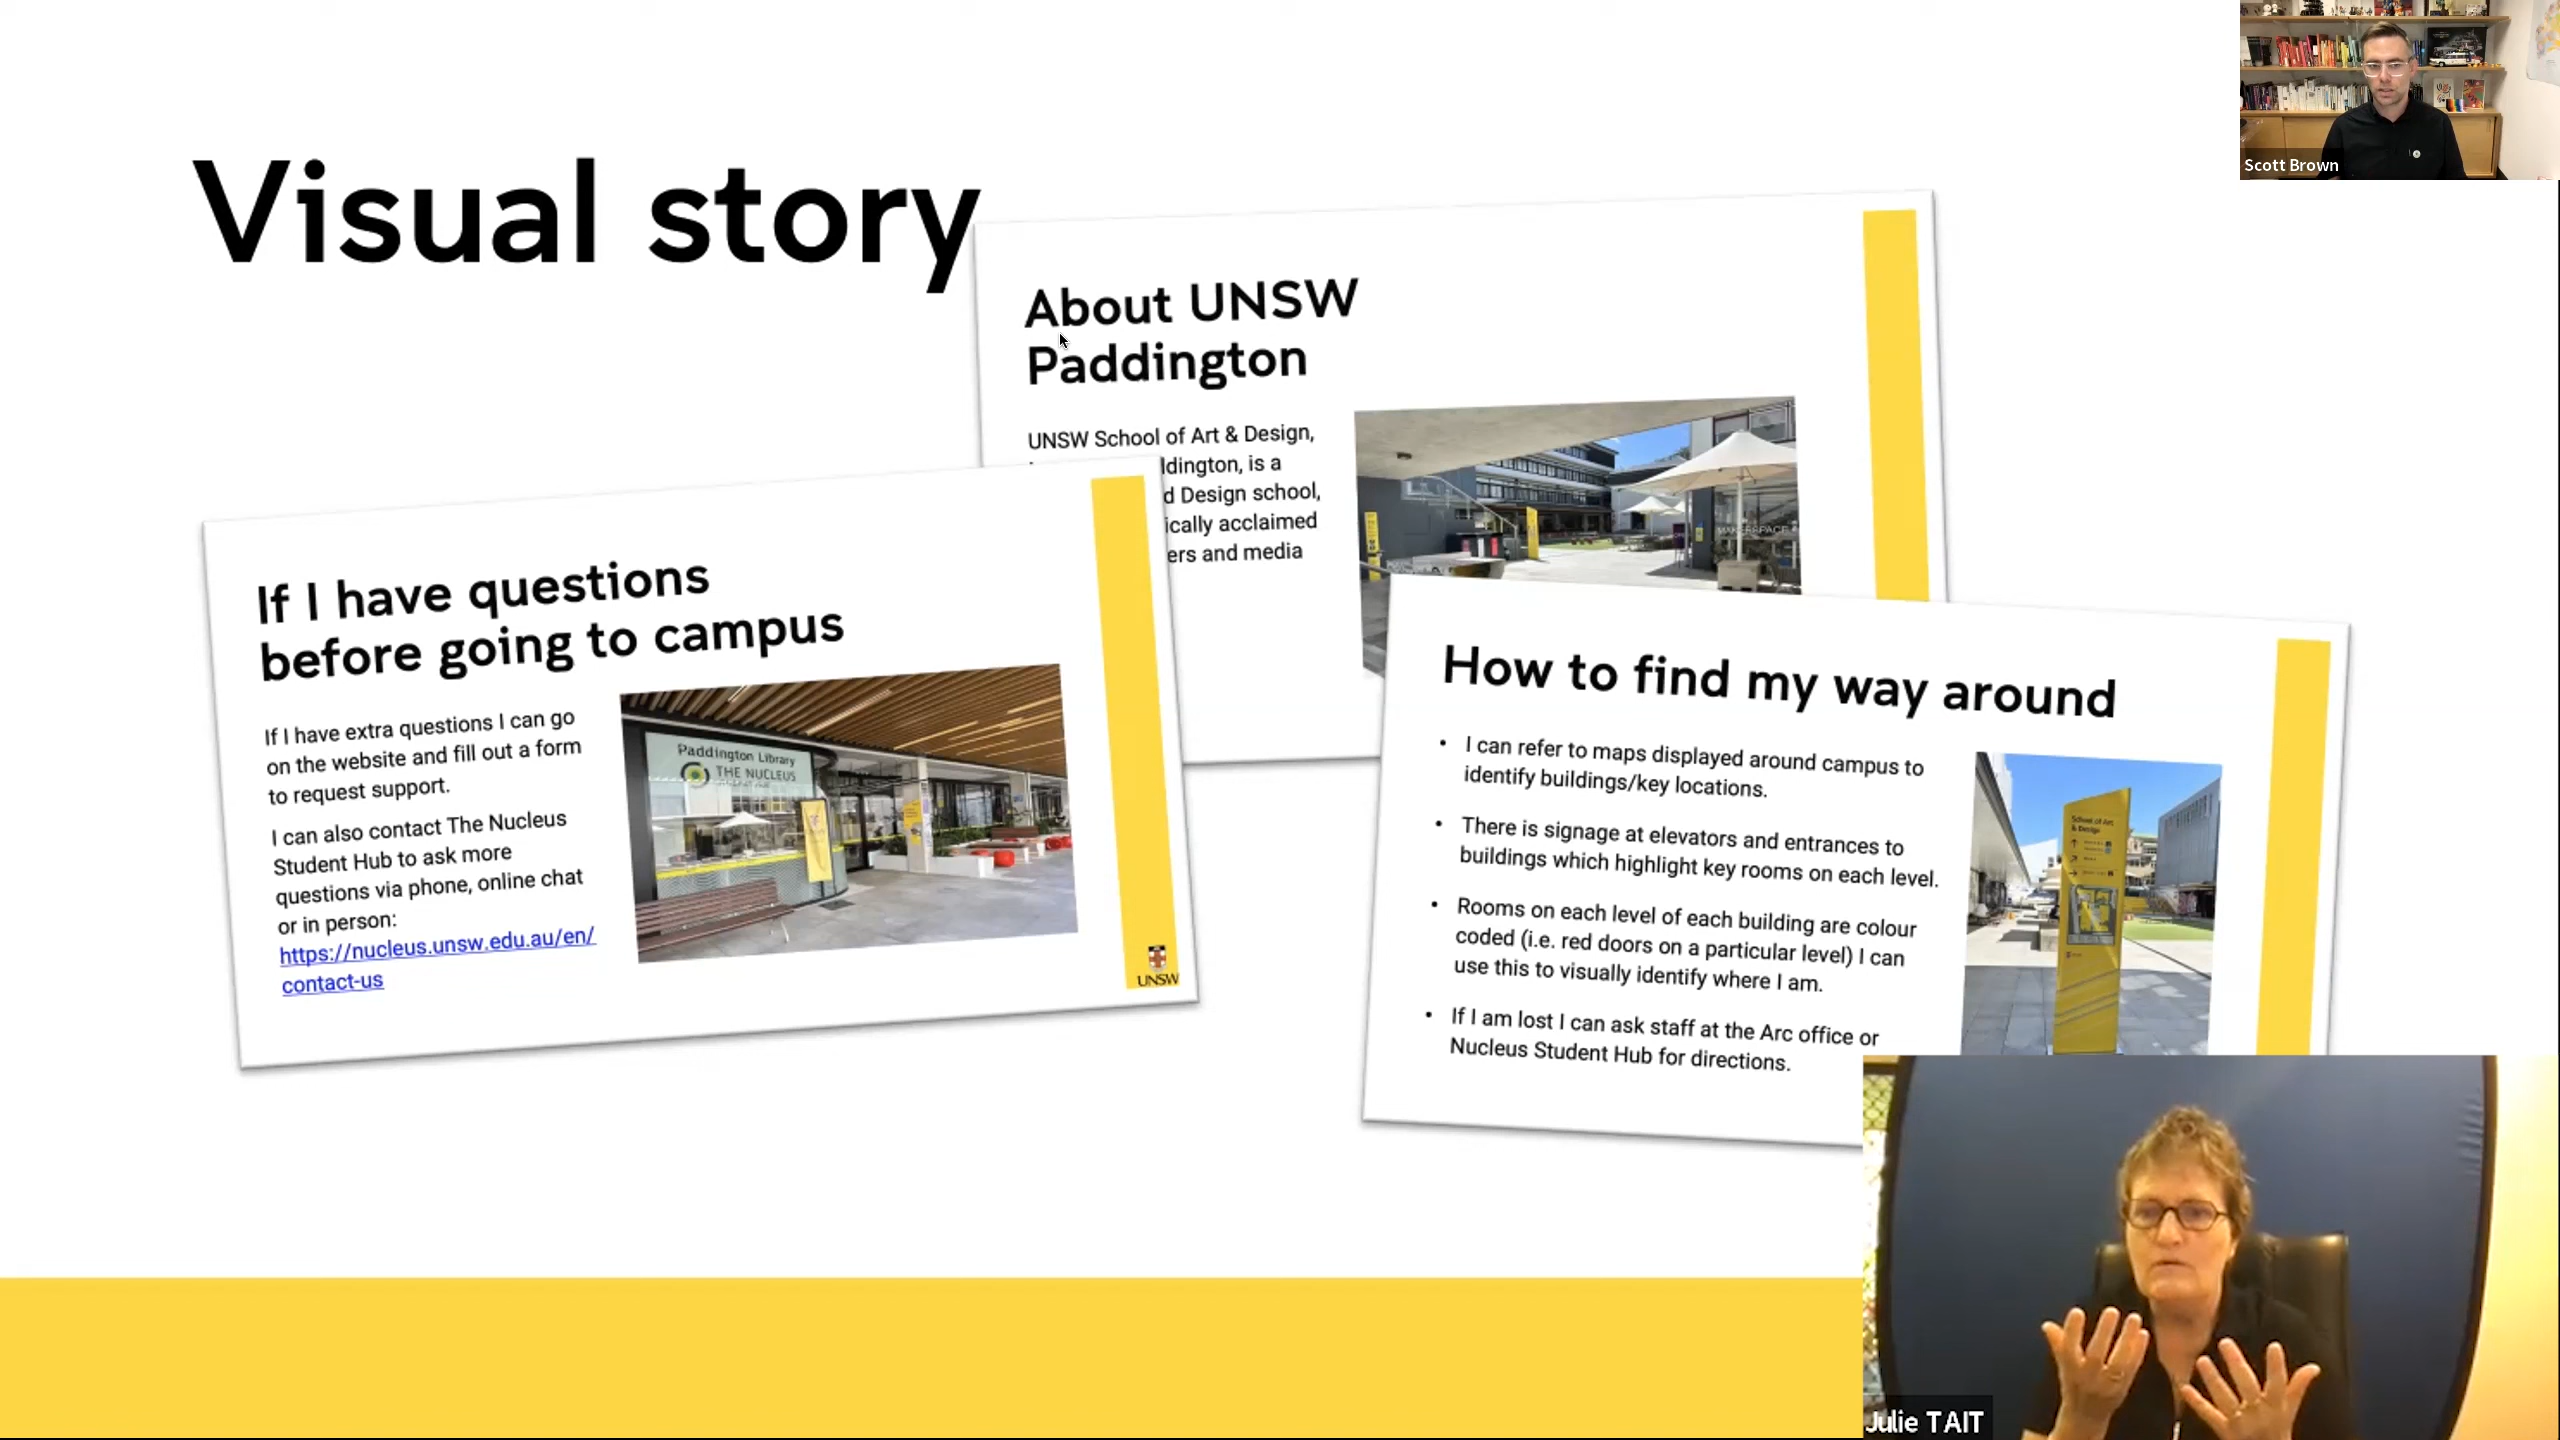 Visual story
Scott Brown
About UNSW
Paddington
UNSW School of Art & Design,
ldington, is a
d Design school,
ically acclaimed
ers and media
MAKERSPACE
If I have questions
before going to campus
If I have extra questions I can go
on the website and fill out a form
to request support.
I can also contact The Nucleus
Student Hub to ask more
questions via phone, online chat
or in person:
https://nucleus.unsw.edu.au/en/
contact-us
Paddington Library
THE NUCLEUS
UNSW
How to find my way around
• I can refer to maps displayed around campus to
identify buildings/key locations.
• There is signage at elevators and entrances to
buildings which highlight key rooms on each level.
• Rooms on each level of each building are colour
coded (i.e. red doors on a particular level) I can
use this to visually identify where I am.
• If I am lost I can ask staff at the Arc office or
Nucleus Student Hub for directions.
School of Art
& Design
Julie TAIT